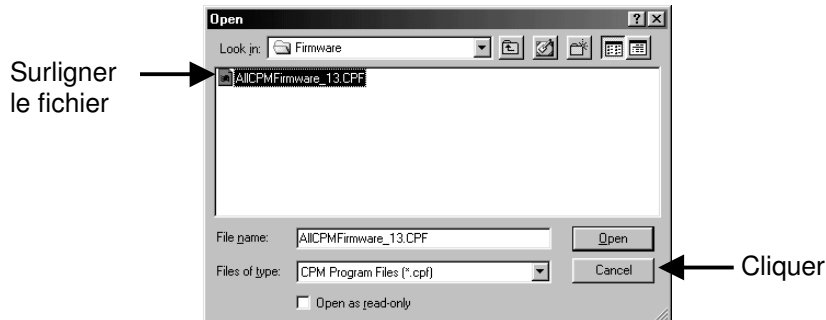 Open
Look in: Firmware
Surligner
le fichier
AllCPMFirmware_13.CPF
File name: AllCPMFirmware_13.CPF Open
Files of type: CPM Program Files (*.cpf) Cancel
Cliquer
Open as read-only